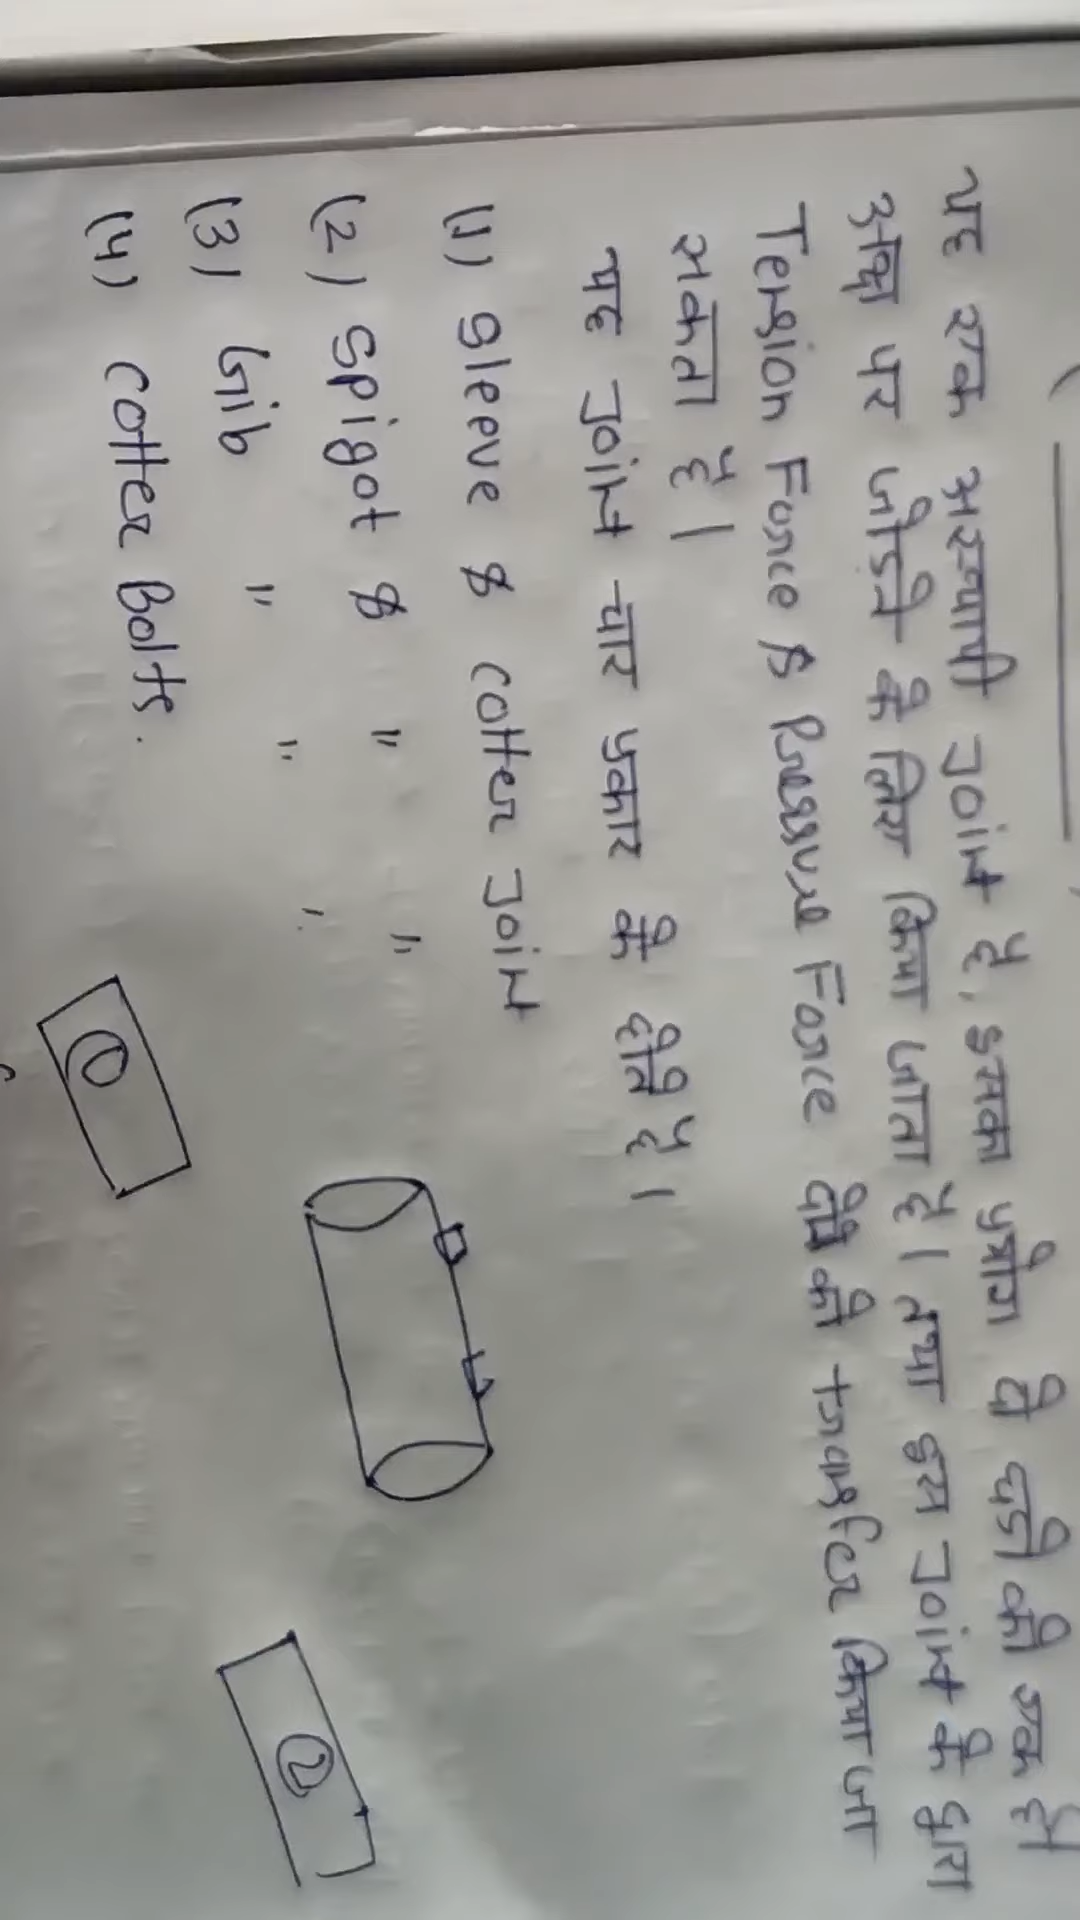 यह एक अस्थायी Joint है, इसका प्रयोग दो छड़ों को एक ही
अक्ष पर जोड़ने के लिए किया जाता है। तथा इस Joint के द्वारा
Tension Force & Pressure Force दोनों को transfer किया जा
सकता है।
यह Joint चार प्रकार के होते है।
(1) Sleeve & Cotter Joint
(2) Spigot & " "
(3) Gib " " "
(4) Cotter Bolts.
①
②